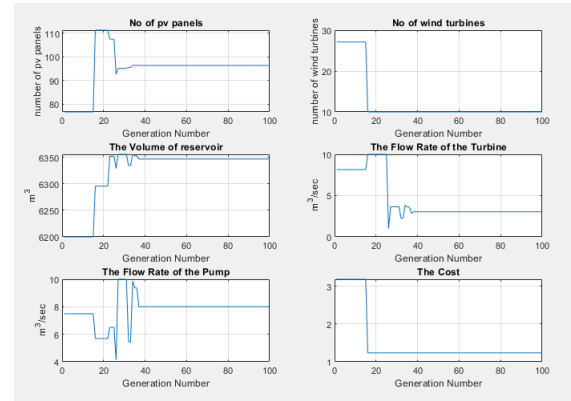 No of pv panels
number of pv panels
110
100
90
80
0 20 40 60 80 100
Generation Number
No of wind turbines
number of wind turbines
30
20
10
0 20 40 60 80 100
Generation Number
The Volume of reservoir
m³
6350
6300
6250
6200
0 20 40 60 80 100
Generation Number
The Flow Rate of the Turbine
m³/sec
10
5
0
0 20 40 60 80 100
Generation Number
The Flow Rate of the Pump
m³/sec
10
8
6
4
0 20 40 60 80 100
Generation Number
The Cost
3
2
1
0 20 40 60 80 100
Generation Number